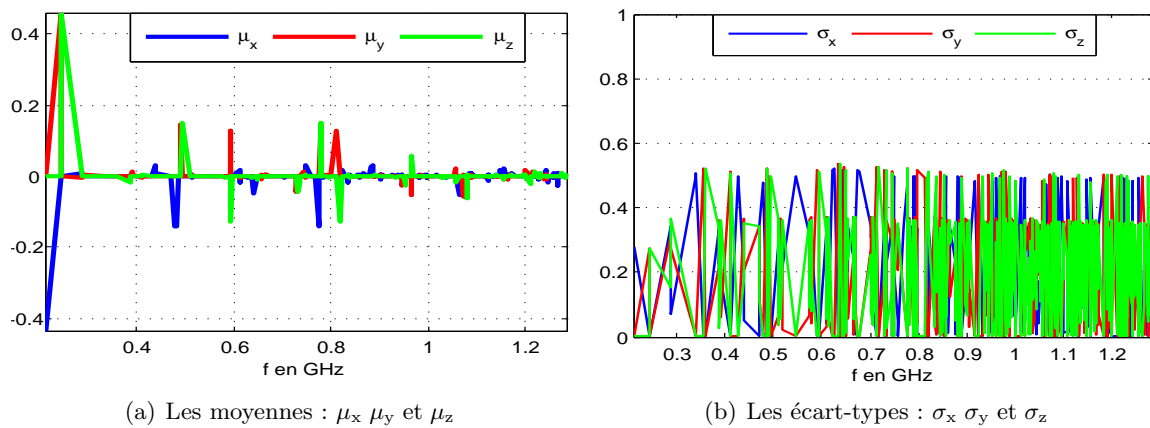 μx μy μz
0.4
0.2
0
-0.2
-0.4
0.4 0.6 0.8 1 1.2
f en GHz
(a) Les moyennes : μx μy et μz
σx σy σz
1
0.8
0.6
0.4
0.2
0
0.3 0.4 0.5 0.6 0.7 0.8 0.9 1 1.1 1.2
f en GHz
(b) Les écart-types : σx σy et σz